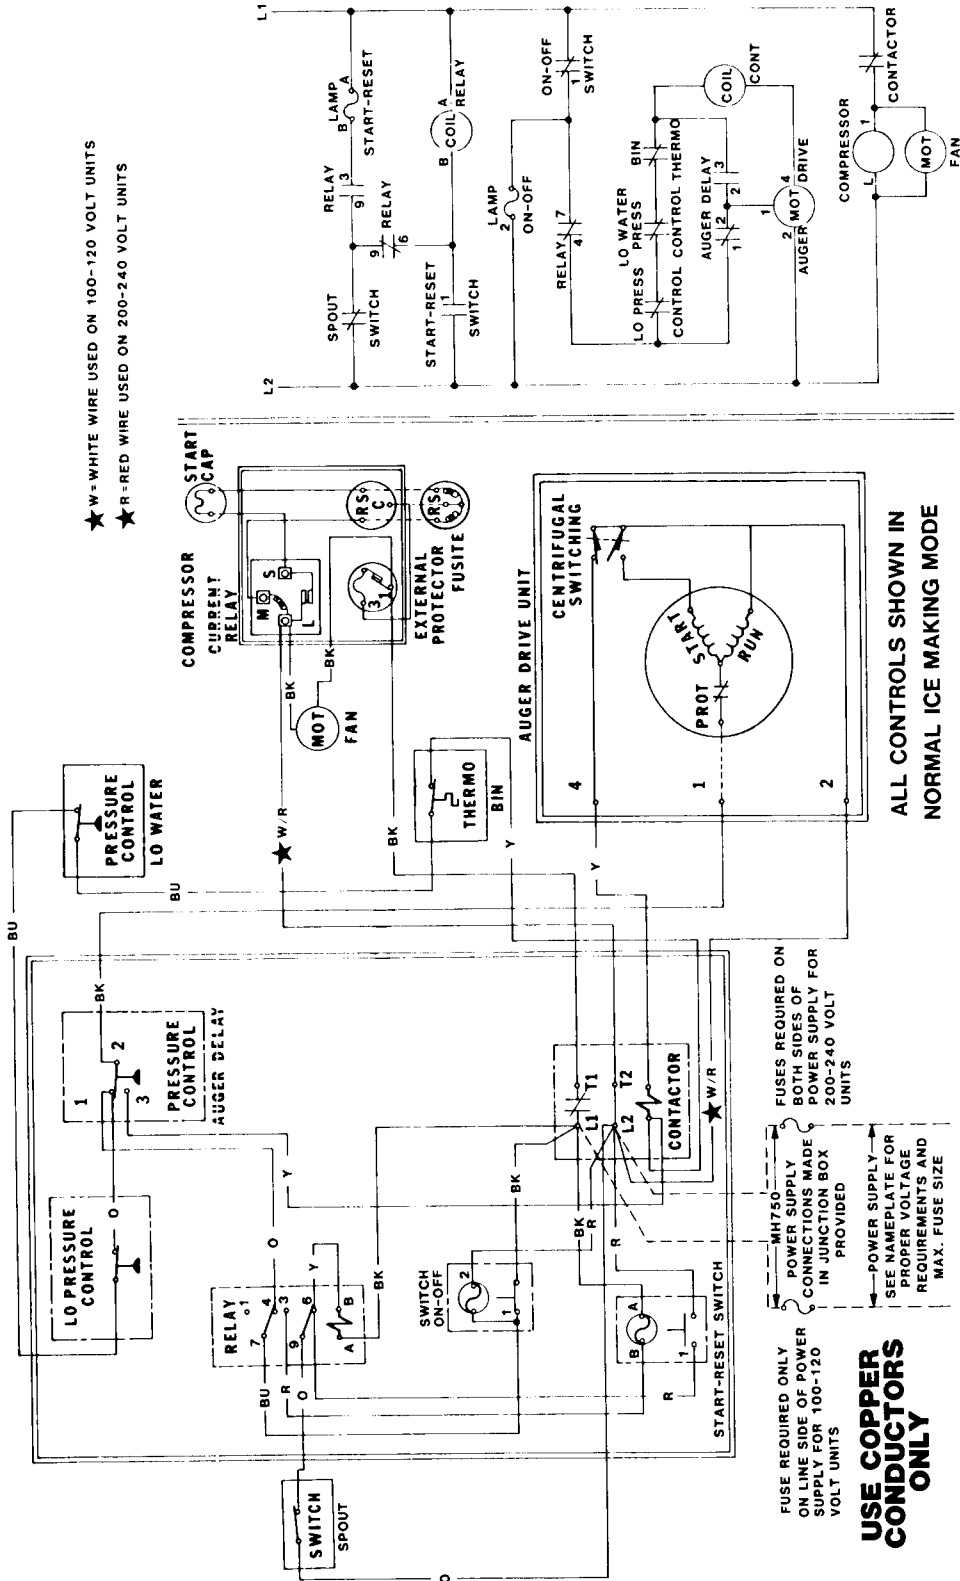 ★ W = WHITE WIRE USED ON 100-120 VOLT UNITS
★ R = RED WIRE USED ON 200-240 VOLT UNITS
L1
L2
LAMP
B A
START-RESET
RELAY
9 3
RELAY
9 6
SPOUT
SWITCH
B COIL A
RELAY
START-RESET
1
SWITCH
LAMP
2
ON-OFF
ON-OFF
1
SWITCH
RELAY
4 7
LO WATER
LO PRESS PRESS BIN
CONTROL CONTROL THERMO
COIL
CONT
AUGER DELAY
1 2
2 3
1
2 MOT 4
AUGER DRIVE
COMPRESSOR
L 1
MOT
FAN
CONTACTOR
COMPRESSOR
CURRENT
RELAY
START
CAP
M
S
L
R S
C
R S
3 1
EXTERNAL
PROTECTOR
FUSITE
BK
BK
MOT
FAN
★ W/R
BK
PRESSURE
CONTROL
LO WATER
BU
BU
THERMO
BIN
Y
AUGER DRIVE UNIT
CENTRIFUGAL
SWITCHING
START
RUN
PROT
4
1
2
Y
ALL CONTROLS SHOWN IN
NORMAL ICE MAKING MODE
BK
1
2
3
PRESSURE
CONTROL
AUGER DELAY
LO PRESSURE
CONTROL
O
O
Y
RELAY
1
7 4
3
9 6
A B
BU
R
O
Y
BK
SWITCH
ON-OFF
2
1
BK
BK
R
R
L1 T1
L2 T2
CONTACTOR
★ W/R
A
B
1
R
START-RESET SWITCH
SWITCH
SPOUT
O
MH750
POWER SUPPLY
CONNECTIONS MADE
IN JUNCTION BOX
PROVIDED
POWER SUPPLY
SEE NAMEPLATE FOR
PROPER VOLTAGE
REQUIREMENTS AND
MAX. FUSE SIZE
FUSES REQUIRED ON
BOTH SIDES OF
POWER SUPPLY FOR
200-240 VOLT
UNITS
FUSE REQUIRED ONLY
ON LINE SIDE OF POWER
SUPPLY FOR 100-120
VOLT UNITS
USE COPPER
CONDUCTORS
ONLY